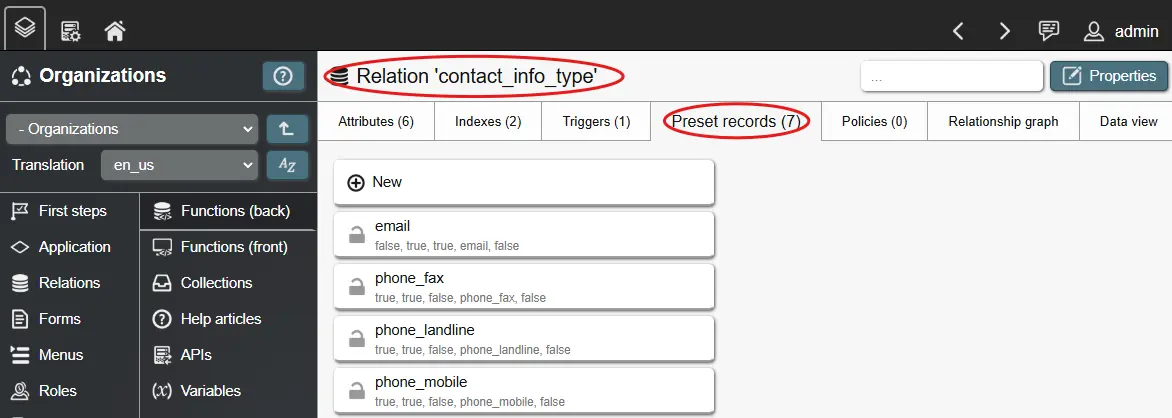 admin
Organizations
Relation 'contact_info_type'
...
Properties
Attributes (6)
Indexes (2)
Triggers (1)
Preset records (7)
Policies (0)
Relationship graph
Data view
- Organizations
Translation
en_us
AZ
First steps
Functions (back)
Application
Functions (front)
Relations
Collections
Forms
Help articles
Menus
APIs
Roles
(x)
Variables
New
email
false, true, true, email, false
phone_fax
true, true, false, phone_fax, false
phone_landline
true, true, false, phone_landline, false
phone_mobile
true, true, false, phone_mobile, false